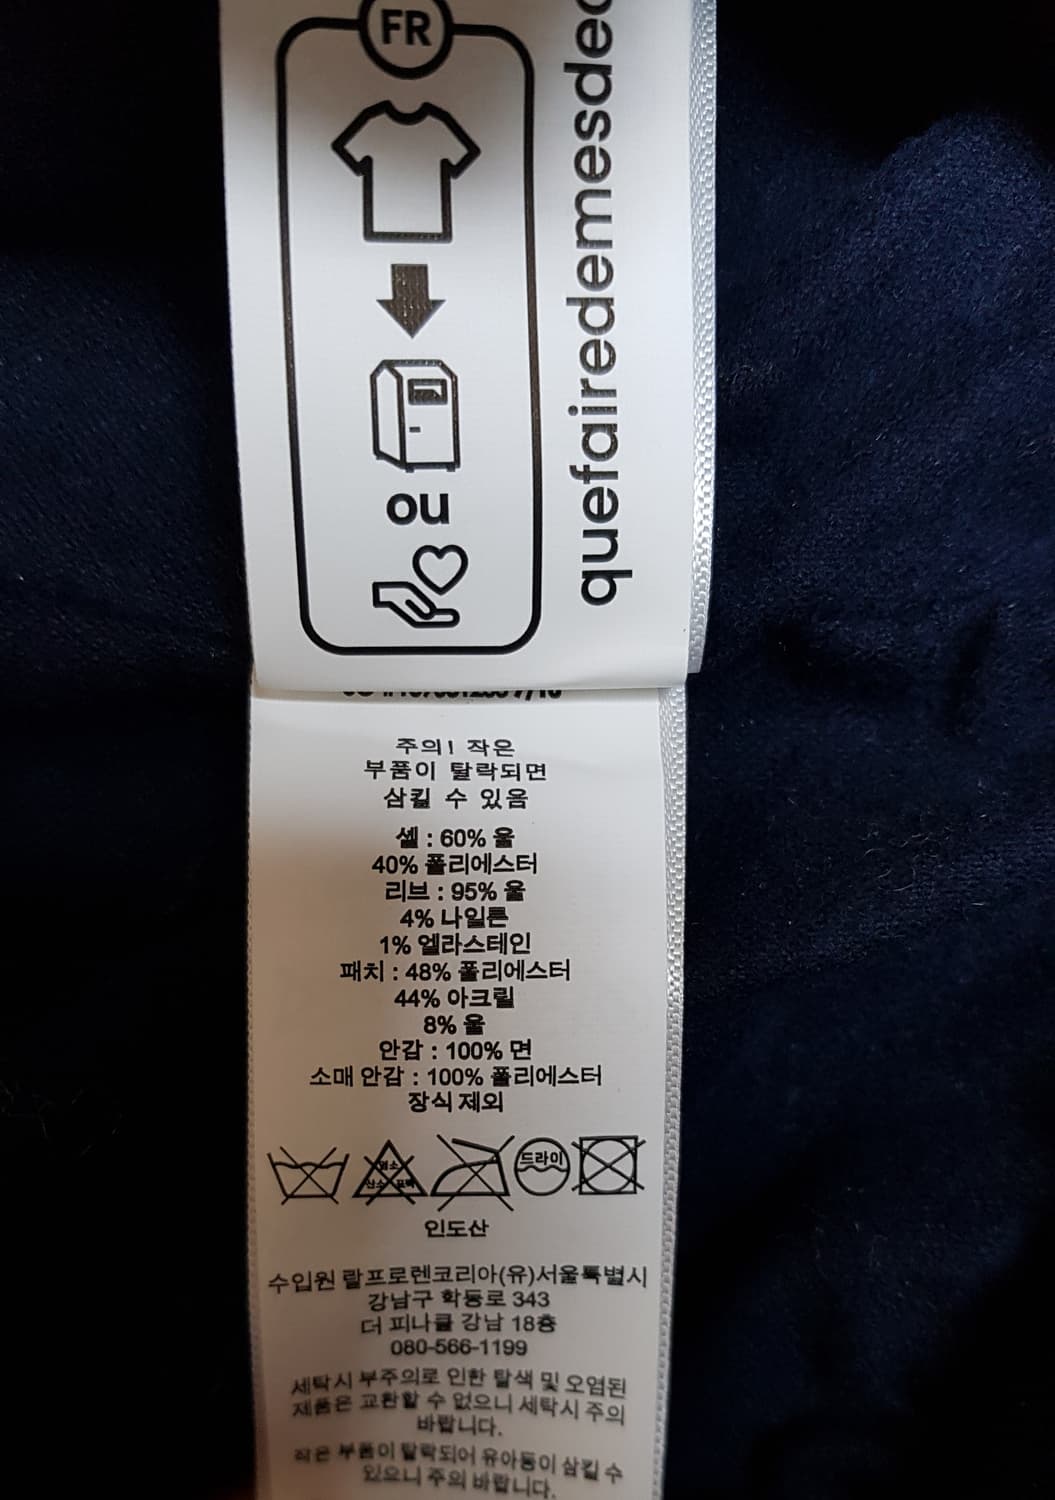 FR
ou
quefairedemesdec
주의! 작은
부품이 탈락되면
삼킬 수 있음
셸 : 60% 울
40% 폴리에스터
리브 : 95% 울
4% 나일론
1% 엘라스테인
패치 : 48% 폴리에스터
44% 아크릴
8% 울
안감 : 100% 면
소매 안감 : 100% 폴리에스터
장식 제외
염소
산소 표백
드라이
인도산
수입원 랄프로렌코리아(유)서울특별시
강남구 학동로 343
더 피나클 강남 18층
080-566-1199
세탁시 부주의로 인한 탈색 및 오염된
제품은 교환할 수 없으니 세탁시 주의
바랍니다.
작은 부품이 탈락되어 유아동이 삼킬 수
있으니 주의 바랍니다.